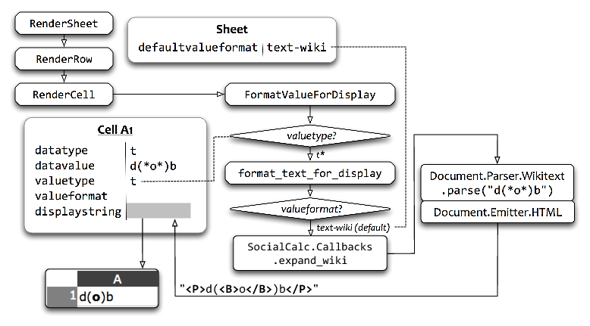 RenderSheet
RenderRow
RenderCell
Sheet
defaultvalueformat text-wiki
FormatValueForDisplay
valuetype?
t*
format_text_for_display
valueformat?
text-wiki (default)
SocialCalc.Callbacks
.expand_wiki
Document.Parser.Wikitext
.parse("d(*o*)b")
Document.Emitter.HTML
"<P>d(<B>o</B>)b</P>"
Cell A1
datatype t
datavalue d(*o*)b
valuetype t
valueformat
displaystring
A
1 d(o)b